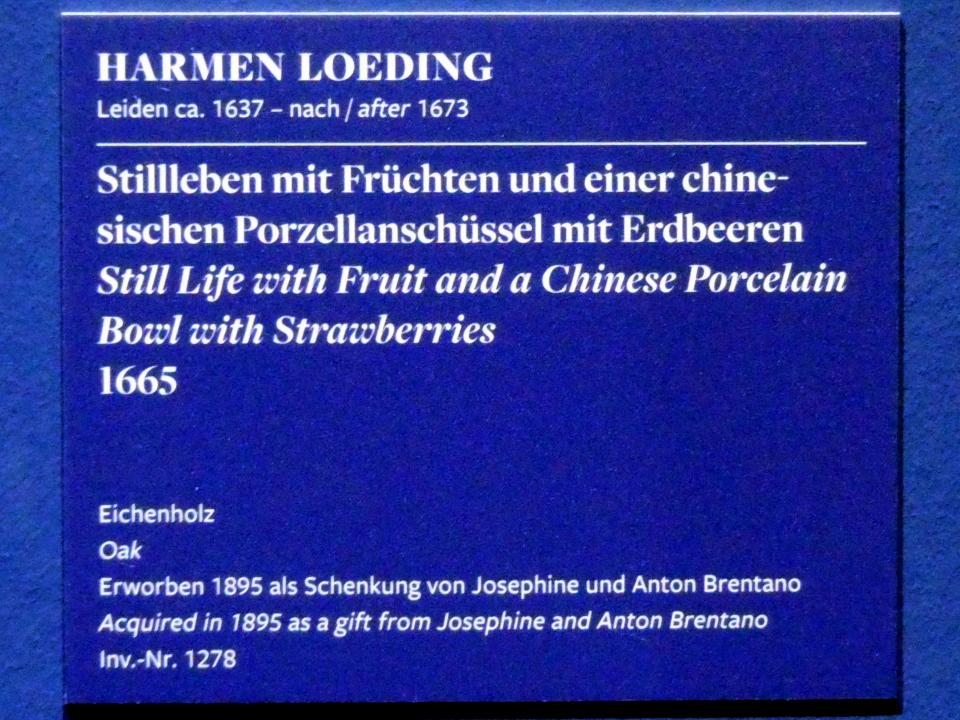 HARMEN LOEDING
Leiden ca. 1637 – nach / after 1673
Stillleben mit Früchten und einer chine-
sischen Porzellanschüssel mit Erdbeeren
Still Life with Fruit and a Chinese Porcelain
Bowl with Strawberries
1665
Eichenholz
Oak
Erworben 1895 als Schenkung von Josephine und Anton Brentano
Acquired in 1895 as a gift from Josephine and Anton Brentano
Inv.-Nr. 1278